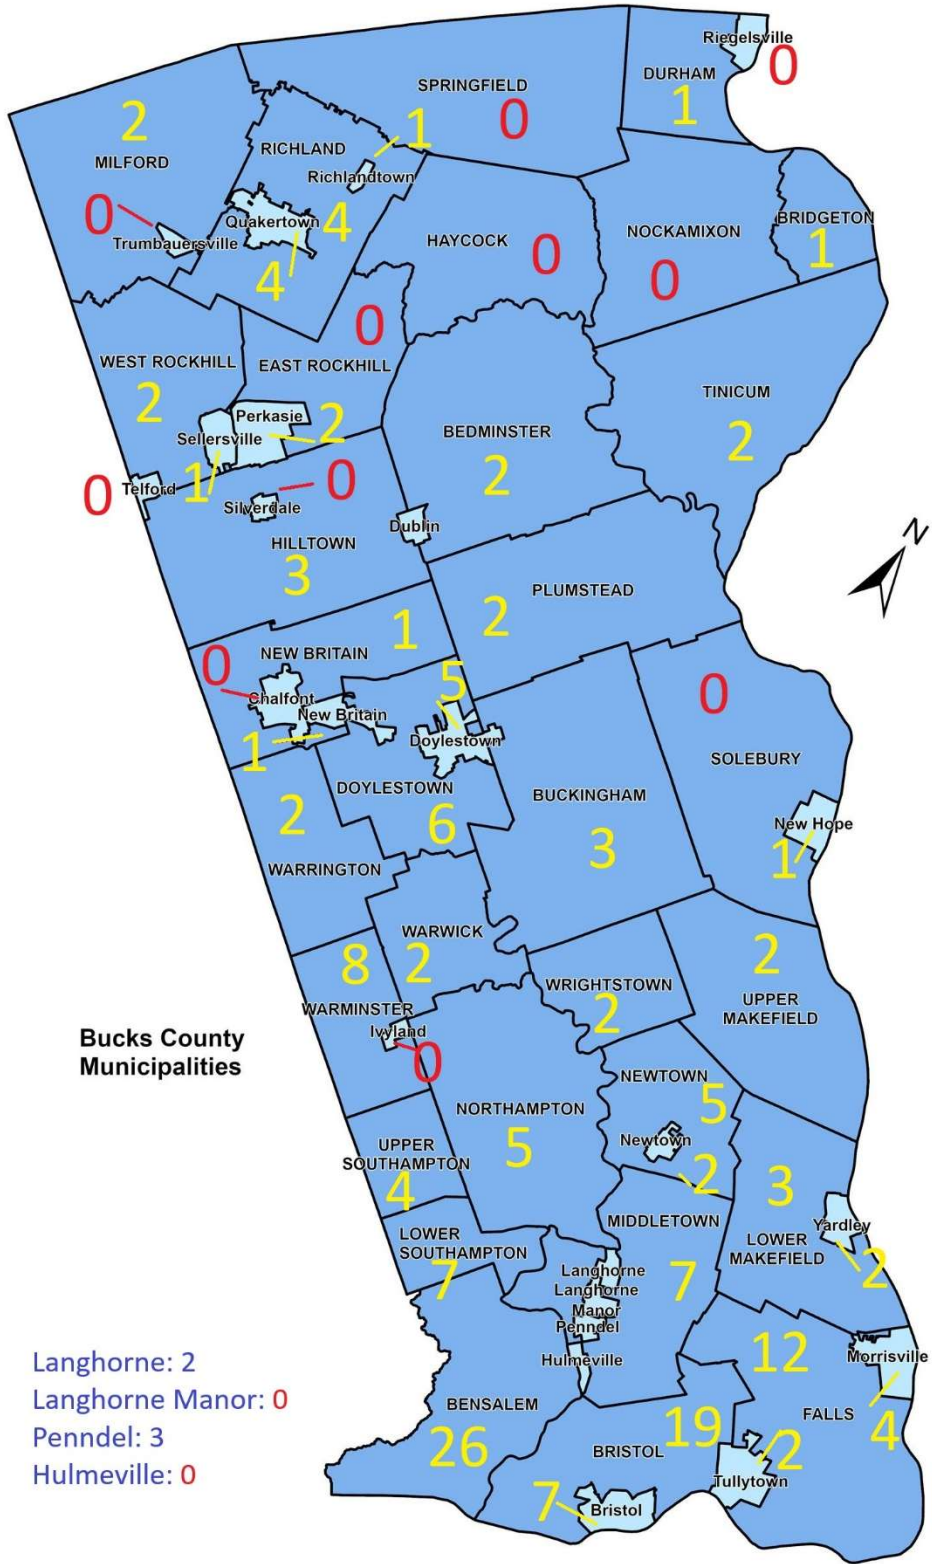 Riegelsville
0
SPRINGFIELD
0
DURHAM
1
2
MILFORD
RICHLAND
1
Richlandtown
0
Trumbauersville
Quakertown
4
4
HAYCOCK
0
NOCKAMIXON
0
BRIDGETON
1
WEST ROCKHILL
2
0
EAST ROCKHILL
TINICUM
2
Perkasie
2
Sellersville
1
BEDMINSTER
2
0
Telford
0
Silverdale
Dublin
HILLTOWN
3
PLUMSTEAD
2
NEW BRITAIN
1
0
Chalfont
New Britain
1
5
Doylestown
DOYLESTOWN
6
0
SOLEBURY
BUCKINGHAM
3
New Hope
1
2
WARRINGTON
WARWICK
2
8
WARMINSTER
Ivyland
0
WRIGHTSTOWN
2
2
UPPER
MAKEFIELD
Bucks County
Municipalities
NORTHAMPTON
5
NEWTOWN
5
Newtown
2
UPPER
SOUTHAMPTON
4
3
LOWER
MAKEFIELD
Yardley
2
LOWER
SOUTHAMPTON
7
MIDDLETOWN
7
Langhorne
Langhorne
Manor
Penndel
Hulmeville
12
FALLS
Morrisville
4
BENSALEM
26
BRISTOL
19
2
Tullytown
7
Bristol
N
Langhorne: 2
Langhorne Manor: 0
Penndel: 3
Hulmeville: 0